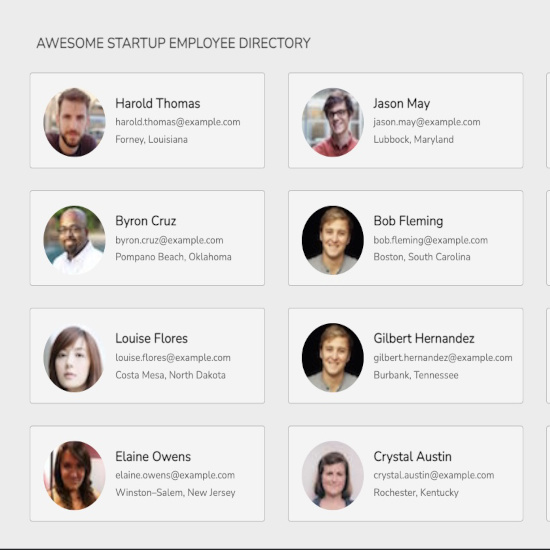 AWESOME STARTUP EMPLOYEE DIRECTORY
Harold Thomas
harold.thomas@example.com
Forney, Louisiana
Jason May
jason.may@example.com
Lubbock, Maryland
Byron Cruz
byron.cruz@example.com
Pompano Beach, Oklahoma
Bob Fleming
bob.fleming@example.com
Boston, South Carolina
Louise Flores
louise.flores@example.com
Costa Mesa, North Dakota
Gilbert Hernandez
gilbert.hernandez@example.com
Burbank, Tennessee
Elaine Owens
elaine.owens@example.com
Winston–Salem, New Jersey
Crystal Austin
crystal.austin@example.com
Rochester, Kentucky